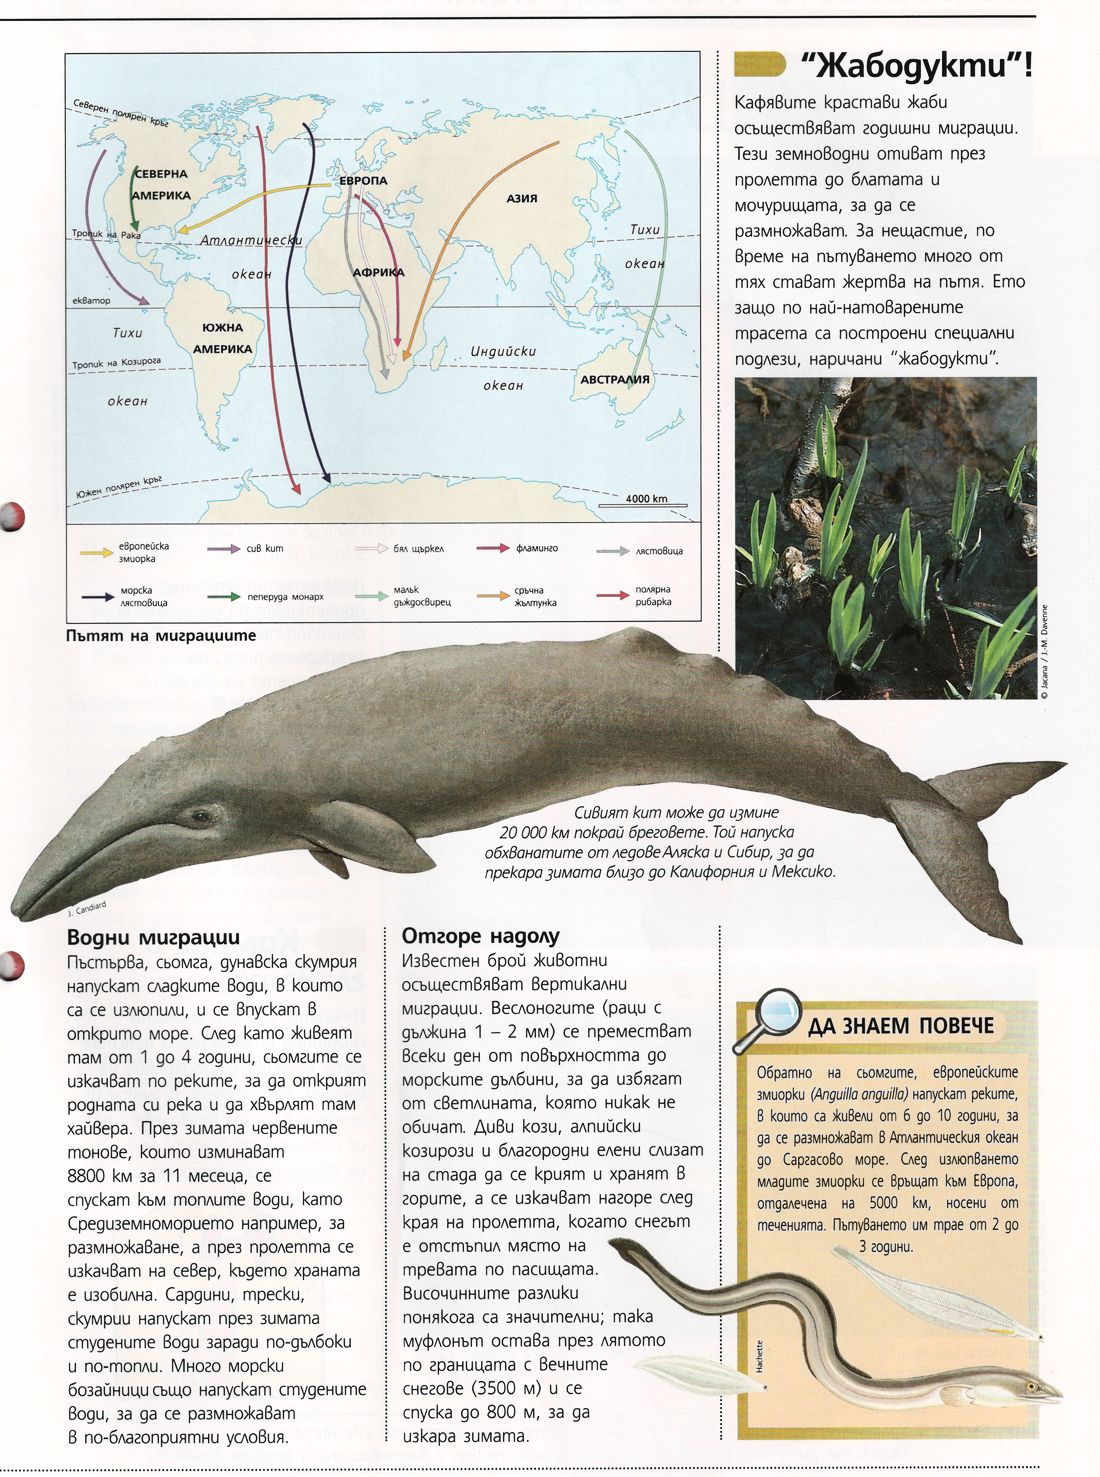 Северен полярен кръг
СЕВЕРНА
АМЕРИКА
ЕВРОПА
АЗИЯ
Тропик на Рака
Атлантически
океан
Тихи
океан
АФРИКА
екватор
Тихи
океан
ЮЖНА
АМЕРИКА
Индийски
океан
Тропик на Козирога
АВСТРАЛИЯ
Южен полярен кръг
4000 km
европейска
змиорка
сив кит
бял щъркел
фламинго
лястовица
морска
лястовица
пеперуда монарх
малък
дъждосвирец
сръчна
жълтунка
полярна
рибарка
Пътят на миграциите
“Жабодукти”!
Кафявите крастави жаби
осъществяват годишни миграции.
Тези земноводни отиват през
пролетта до блатата и
мочурищата, за да се
размножават. За нещастие, по
време на пътуването много от
тях стават жертва на пътя. Ето
защо по най-натоварените
трасета са построени специални
подлези, наричани “жабодукти”.
© Jacana / J.-M. Davenne
Сивият кит може да измине
20 000 км покрай бреговете. Той напуска
обхванатите от ледове Аляска и Сибир, за да
прекара зимата близо до Калифорния и Мексико.
J. Candiard
Водни миграции
Пъстърва, сьомга, дунавска скумрия
напускат сладките води, в които
са се излюпили, и се впускат в
открито море. След като живеят
там от 1 до 4 години, сьомгите се
изкачват по реките, за да открият
родната си река и да хвърлят там
хайвера. През зимата червените
тонове, които изминават
8800 км за 11 месеца, се
спускат към топлите води, като
Средиземноморието например, за
размножаване, а през пролетта се
изкачват на север, където храната
е изобилна. Сардини, трески,
скумрии напускат през зимата
студените води заради по-дълбоки
и по-топли. Много морски
бозайници също напускат студените
води, за да се размножават
в по-благоприятни условия.
Отгоре надолу
Известен брой животни
осъществяват вертикални
миграции. Веслоногите (раци с
дължина 1 – 2 мм) се преместват
всеки ден от повърхността до
морските дълбини, за да избягат
от светлината, която никак не
обичат. Диви кози, алпийски
козирози и благородни елени слизат
на стада да се крият и хранят в
горите, а се изкачват нагоре след
края на пролетта, когато снегът
е отстъпил място на
тревата по пасищата.
Височинните разлики
понякога са значителни; така
муфлонът остава през лятото
по границата с вечните
снегове (3500 м) и се
спуска до 800 м, за да
изкара зимата.
ДА ЗНАЕМ ПОВЕЧЕ
Обратно на сьомгите, европейските
змиорки (Anguilla anguilla) напускат реките,
в които са живели от 6 до 10 години, за
да се размножават в Атлантическия океан
до Саргасово море. След излюпването
младите змиорки се връщат към Европа,
отдалечена на 5000 км, носени от
теченията. Пътуването им трае от 2 до
3 години.
Hachette